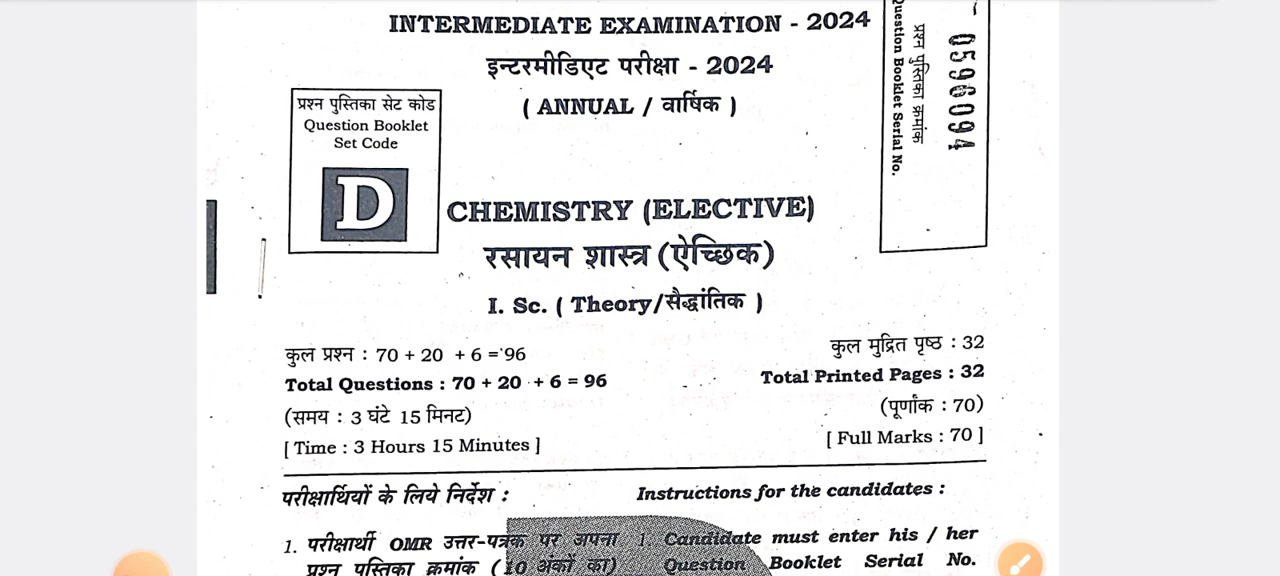 INTERMEDIATE EXAMINATION - 2024
इन्टरमीडिएट परीक्षा - 2024
( ANNUAL / वार्षिक )
प्रश्न पुस्तिका सेट कोड
Question Booklet
Set Code
D
प्रश्न पुस्तिका क्रमांक
Question Booklet Serial No.
0596094
CHEMISTRY (ELECTIVE)
रसायन शास्त्र (ऐच्छिक)
I. Sc. ( Theory/सैद्धांतिक )
कुल प्रश्न : 70 + 20 + 6 = 96
Total Questions : 70 + 20 + 6 = 96
(समय : 3 घंटे 15 मिनट)
[ Time : 3 Hours 15 Minutes ]
कुल मुद्रित पृष्ठ : 32
Total Printed Pages : 32
(पूर्णांक : 70)
[ Full Marks : 70 ]
परीक्षार्थियों के लिये निर्देश :
1. परीक्षार्थी OMR उत्तर-पत्रक पर अपना
प्रश्न पुस्तिका क्रमांक (10 अंकों का)
Instructions for the candidates :
1. Candidate must enter his / her
Question Booklet Serial No.